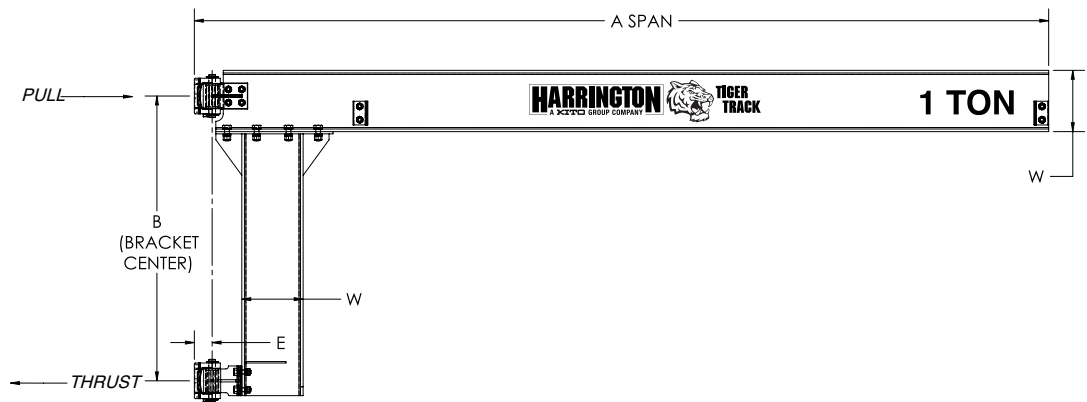 A SPAN
PULL
HARRINGTON
A KITO GROUP COMPANY
TIGER
TRACK
1 TON
W
B
(BRACKET
CENTER)
W
E
THRUST